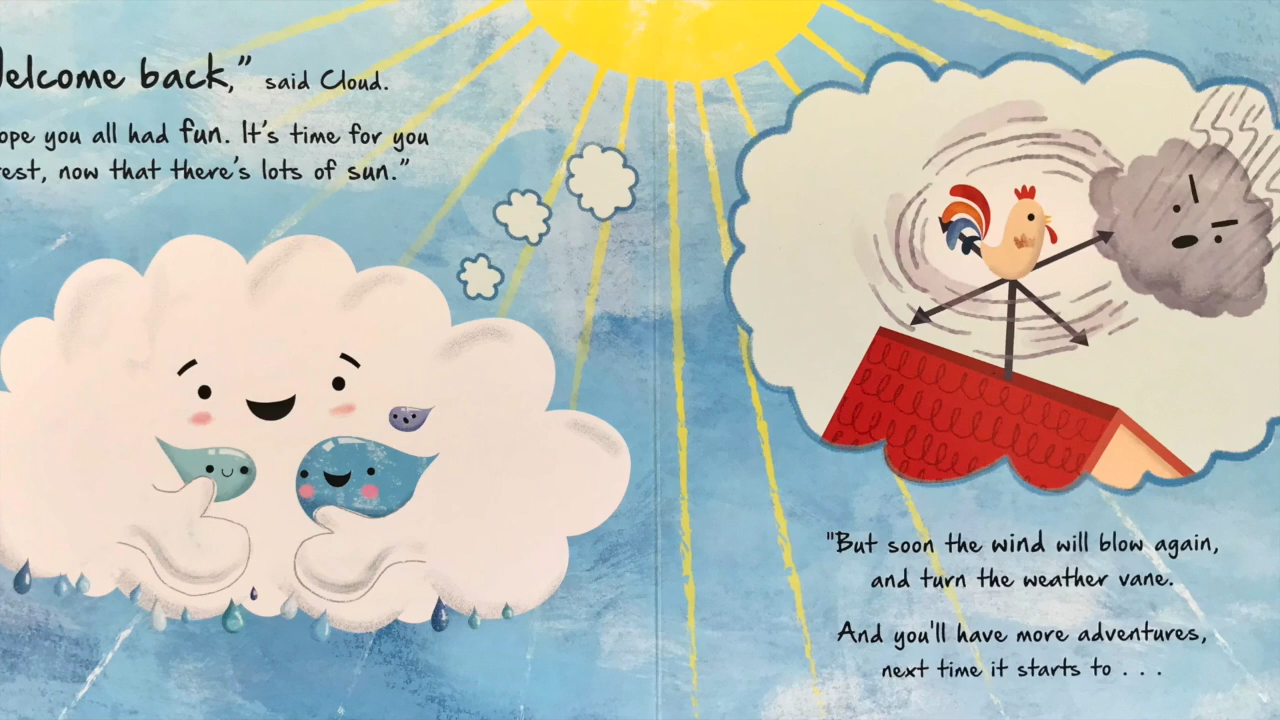 elcome back," said Cloud.
ope you all had fun. It's time for you
rest, now that there's lots of sun."
"But soon the wind will blow again,
and turn the weather vane.
And you'll have more adventures,
next time it starts to . . .